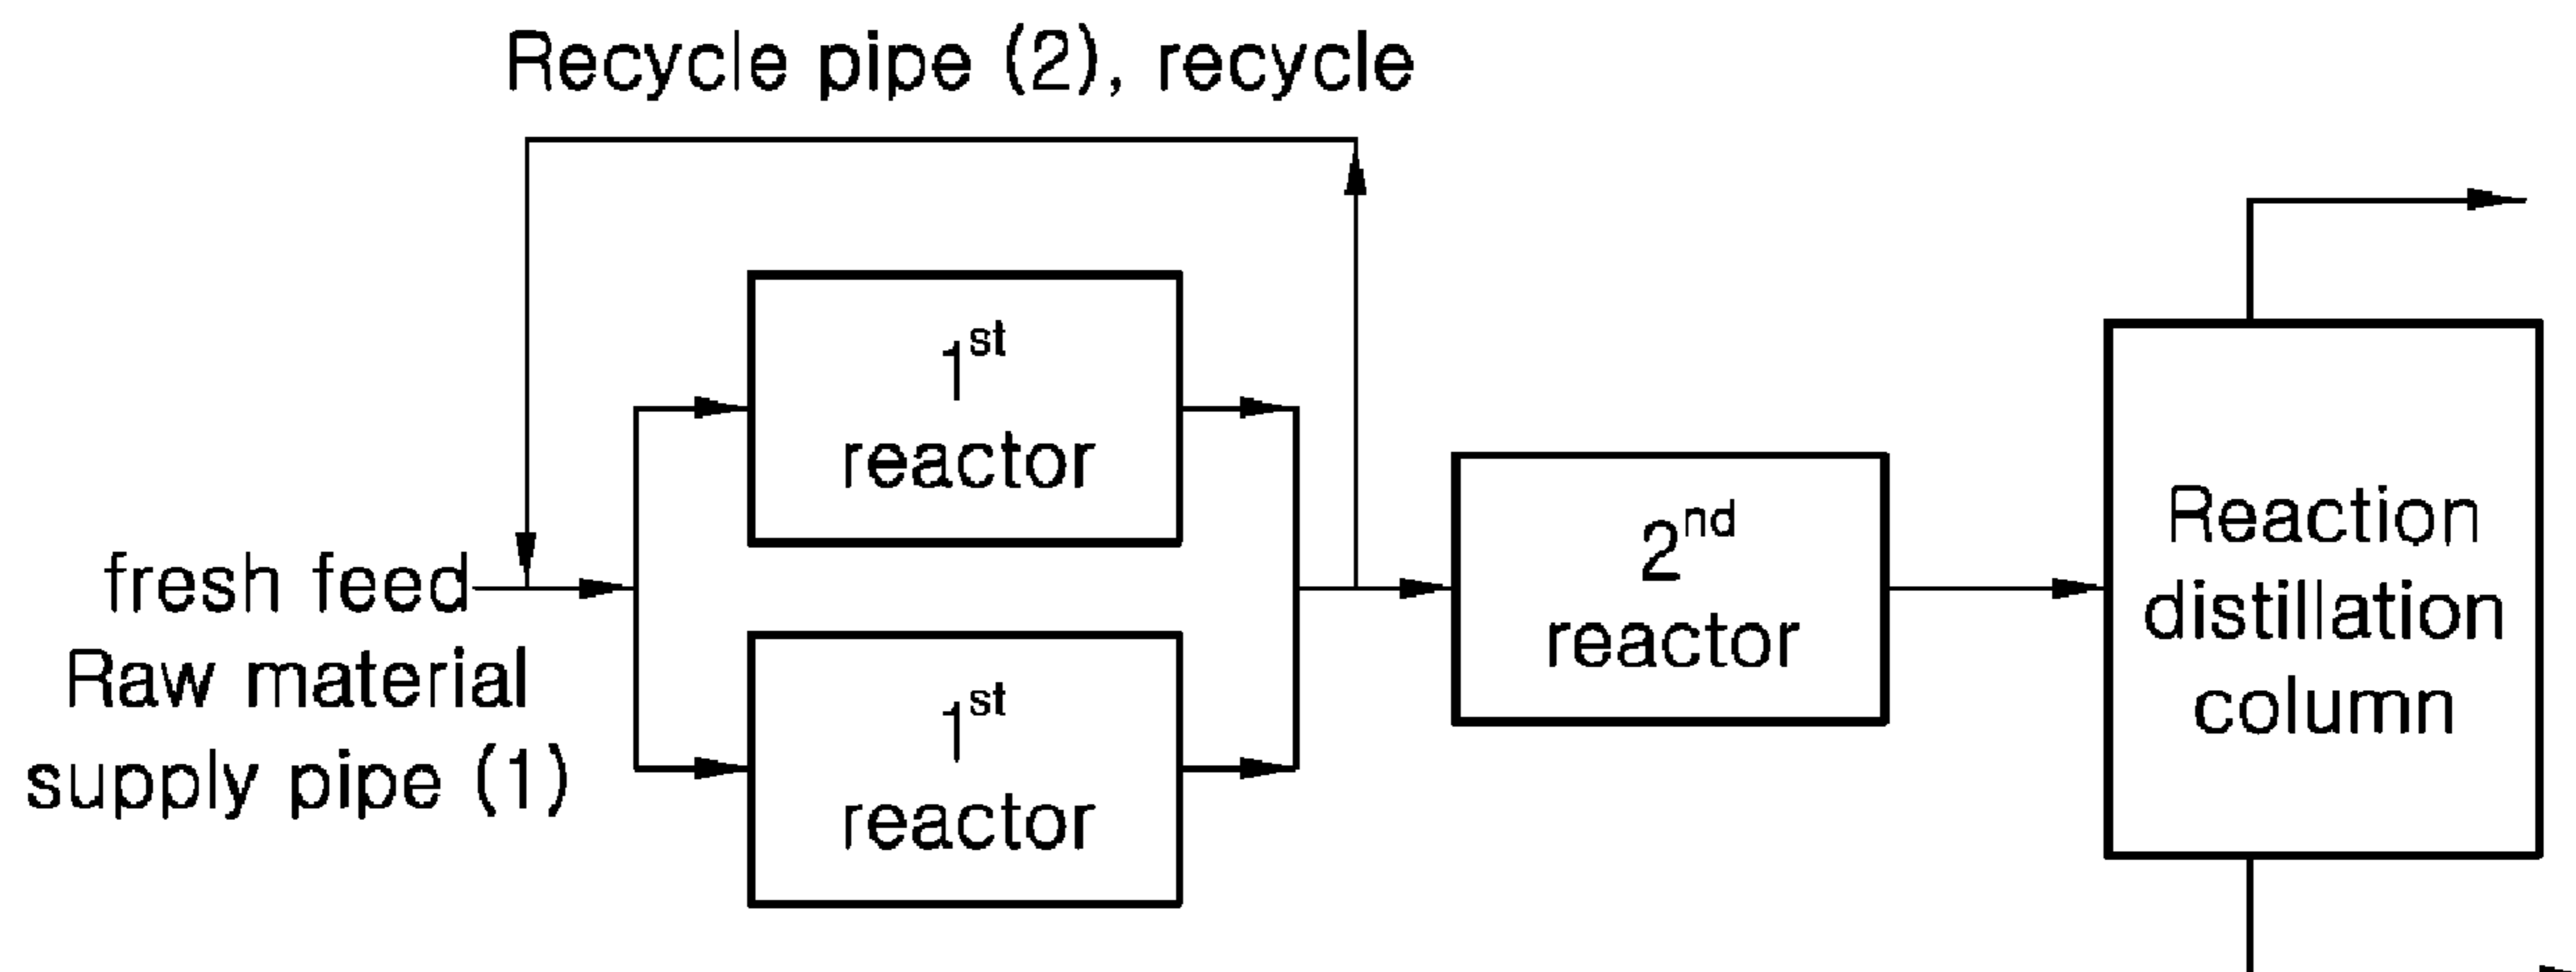 Recycle pipe (2), recycle
1st
reactor
fresh feed
Raw material
supply pipe (1)
1st
reactor
2nd
reactor
Reaction
distillation
column